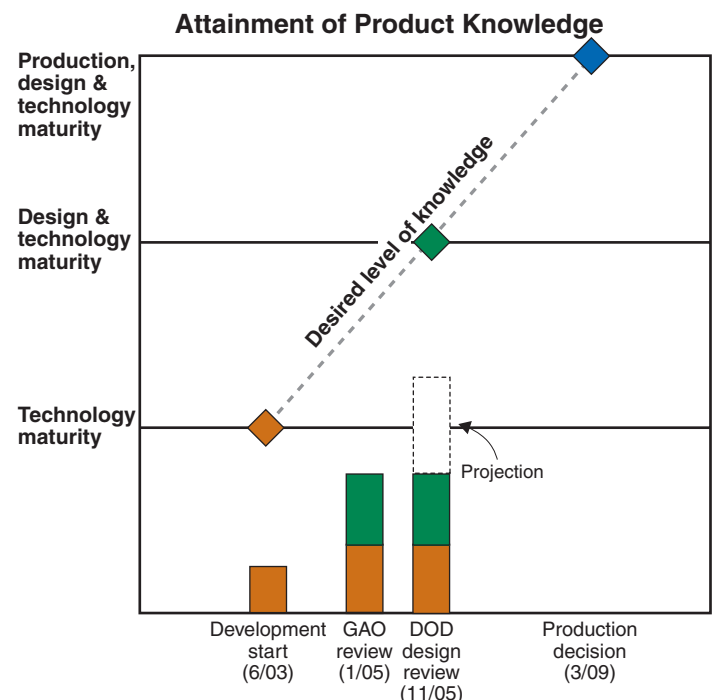 Attainment of Product Knowledge
Production,
design &
technology
maturity
Design &
technology
maturity
Desired level of knowledge
Technology
maturity
Projection
Development
start
(6/03)
GAO
review
(1/05)
DOD
design
review
(11/05)
Production
decision
(3/09)